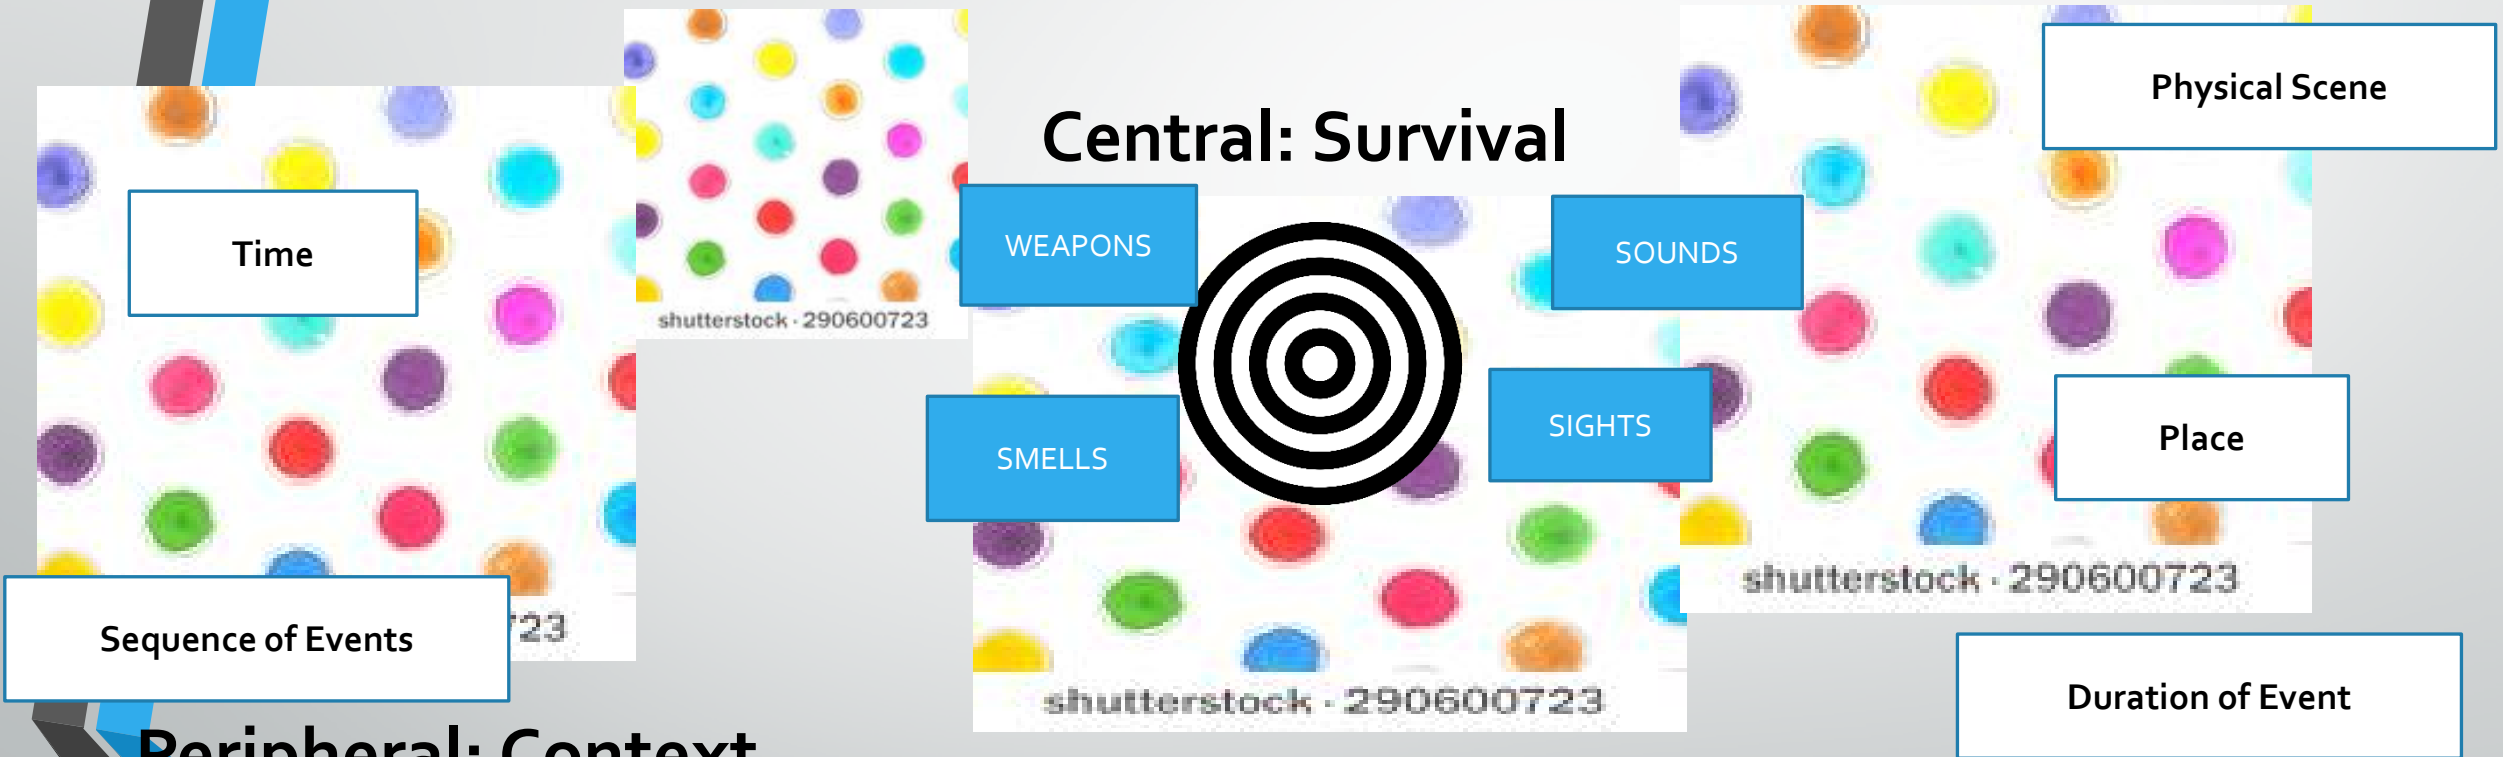 Physical Scene
Central: Survival
Time
WEAPONS
SOUNDS
shutterstock · 290600723
SIGHTS
Place
SMELLS
shutterstock · 290600723
Sequence of Events
723
shutterstock · 290600723
Duration of Event
Peripheral: Context